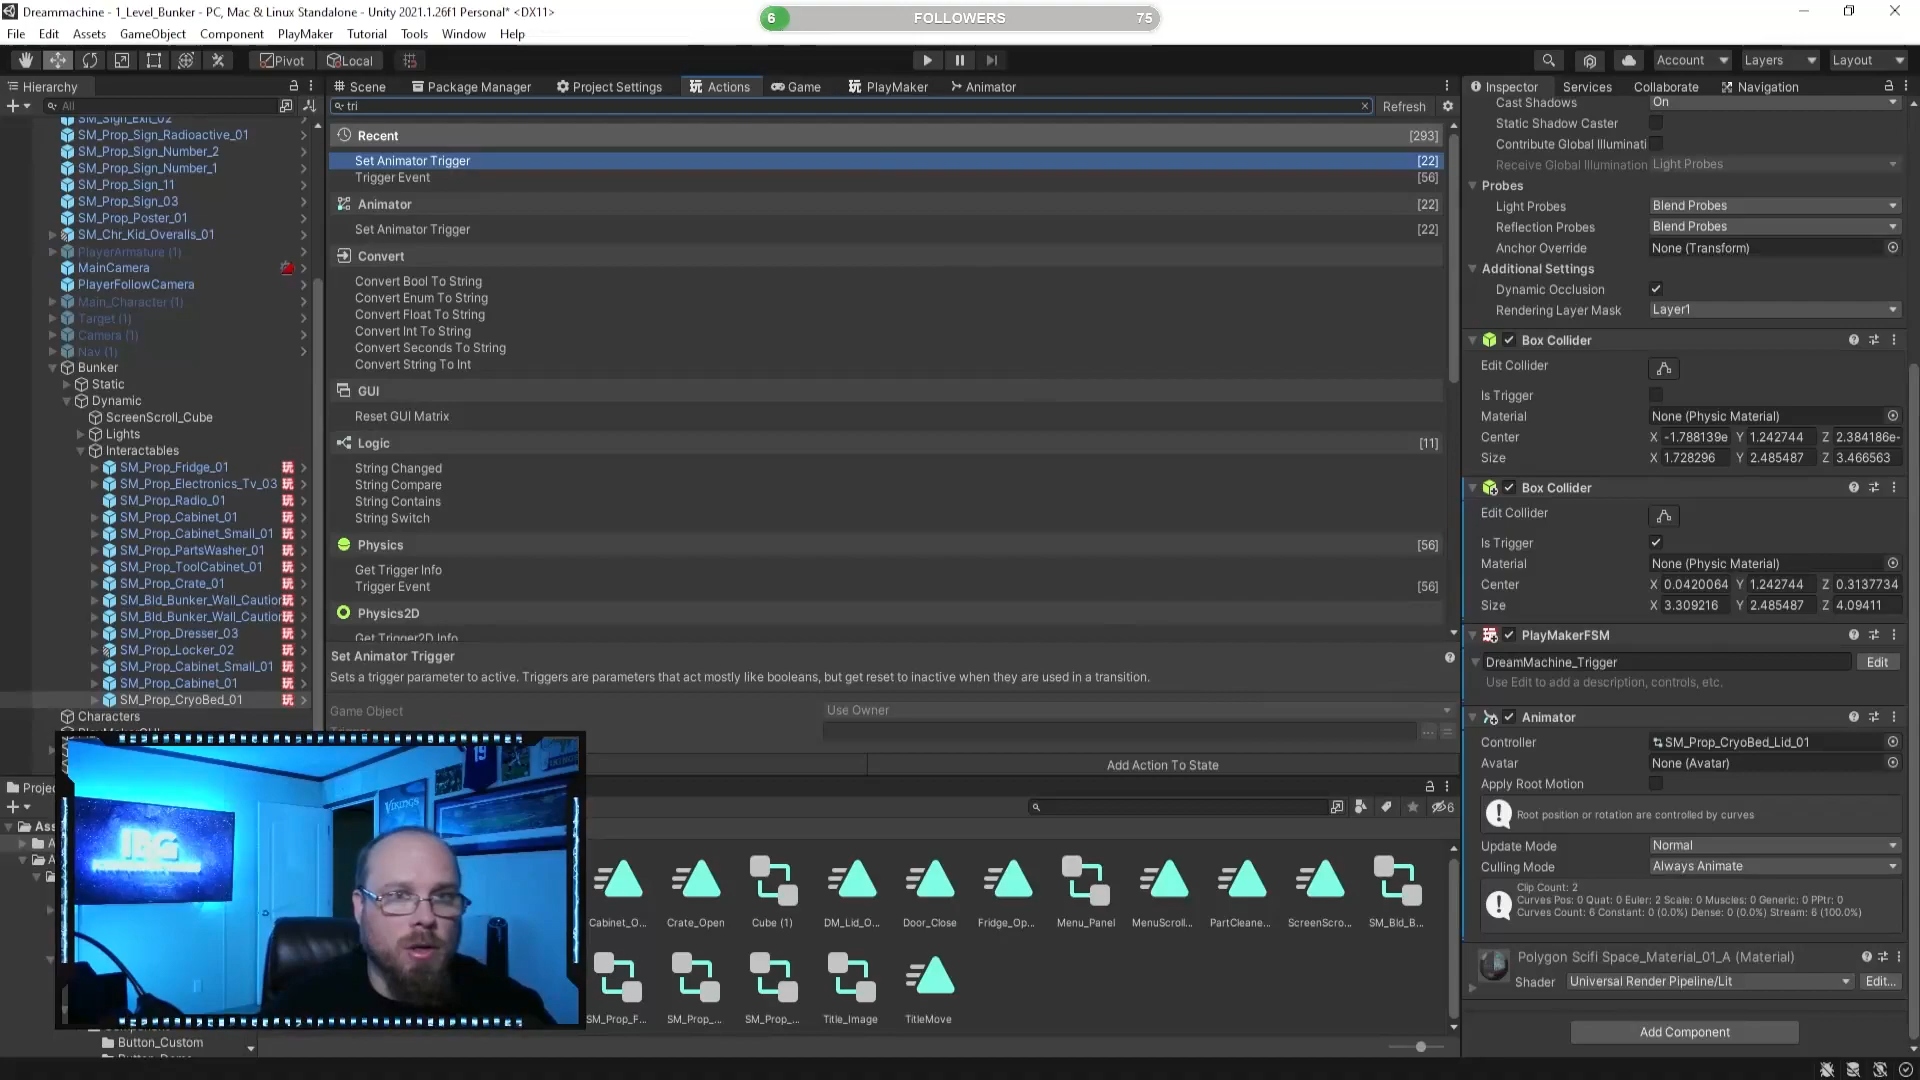 Dreammachine - 1_Level_Bunker - PC, Mac & Linux Standalone - Unity 2021.1.26f1 Personal* <DX11>
6 FOLLOWERS 75
File Edit Assets GameObject Component PlayMaker Tutorial Tools Window Help
Pivot Local Account Layers Layout
Hierarchy
All
SM_Sign_Exit_02
SM_Prop_Sign_Radioactive_01
SM_Prop_Sign_Number_2
SM_Prop_Sign_Number_1
SM_Prop_Sign_11
SM_Prop_Sign_03
SM_Prop_Poster_01
SM_Chr_Kid_Overalls_01
PlayerArmature (1)
MainCamera
PlayerFollowCamera
Main_Character (1)
Target (1)
Camera (1)
Nav (1)
Bunker
Static
Dynamic
ScreenScroll_Cube
Lights
Interactables
SM_Prop_Fridge_01
SM_Prop_Electronics_Tv_03
SM_Prop_Radio_01
SM_Prop_Cabinet_01
SM_Prop_Cabinet_Small_01
SM_Prop_PartsWasher_01
SM_Prop_ToolCabinet_01
SM_Prop_Crate_01
SM_Bld_Bunker_Wall_Caution
SM_Bld_Bunker_Wall_Caution
SM_Prop_Dresser_03
SM_Prop_Locker_02
SM_Prop_Cabinet_Small_01
SM_Prop_Cabinet_01
SM_Prop_CryoBed_01
Characters
Scene Package Manager Project Settings Actions Game PlayMaker Animator
tri Refresh
Recent [293]
Set Animator Trigger [22]
Trigger Event [56]
Animator [22]
Set Animator Trigger [22]
Convert
Convert Bool To String
Convert Enum To String
Convert Float To String
Convert Int To String
Convert Seconds To String
Convert String To Int
GUI
Reset GUI Matrix
Logic [11]
String Changed
String Compare
String Contains
String Switch
Physics [56]
Get Trigger Info
Trigger Event [56]
Physics2D
Get Trigger2D Info
Set Animator Trigger
Sets a trigger parameter to active. Triggers are parameters that act mostly like booleans, but get reset to inactive when they are used in a transition.
Game Object Use Owner
Add Action To State
Inspector Services Collaborate Navigation
Cast Shadows On
Static Shadow Caster
Contribute Global Illuminati
Receive Global Illumination Light Probes
Probes
Light Probes Blend Probes
Reflection Probes Blend Probes
Anchor Override None (Transform)
Additional Settings
Dynamic Occlusion
Rendering Layer Mask Layer1
Box Collider
Edit Collider
Is Trigger
Material None (Physic Material)
Center X -1.788139e Y 1.242744 Z 2.384186e-
Size X 1.728296 Y 2.485487 Z 3.466563
Box Collider
Edit Collider
Is Trigger
Material None (Physic Material)
Center X 0.0420064 Y 1.242744 Z 0.3137734
Size X 3.309216 Y 2.485487 Z 4.09411
PlayMakerFSM
DreamMachine_Trigger Edit
Use Edit to add a description, controls, etc.
Animator
Controller SM_Prop_CryoBed_Lid_01
Avatar None (Avatar)
Apply Root Motion
Root position or rotation are controlled by curves
Update Mode Normal
Culling Mode Always Animate
Clip Count: 2
Curves Pos: 0 Quat: 0 Euler: 2 Scale: 0 Muscles: 0 Generic: 0 PPtr: 0
Curves Count: 6 Constant: 0 (0.0%) Dense: 0 (0.0%) Stream: 6 (100.0%)
Polygon Scifi Space_Material_01_A (Material)
Shader Universal Render Pipeline/Lit Edit...
Add Component
Projec
Ass
6
Cabinet_O... Crate_Open Cube (1) DM_Lid_O... Door_Close Fridge_Op... Menu_Panel MenuScroll... PartCleane... ScreenScro... SM_Bld_B...
SM_Prop_F... SM_Prop_... SM_Prop_... Title_Image TitleMove
VIKINGS
19
IBG
Button_Custom